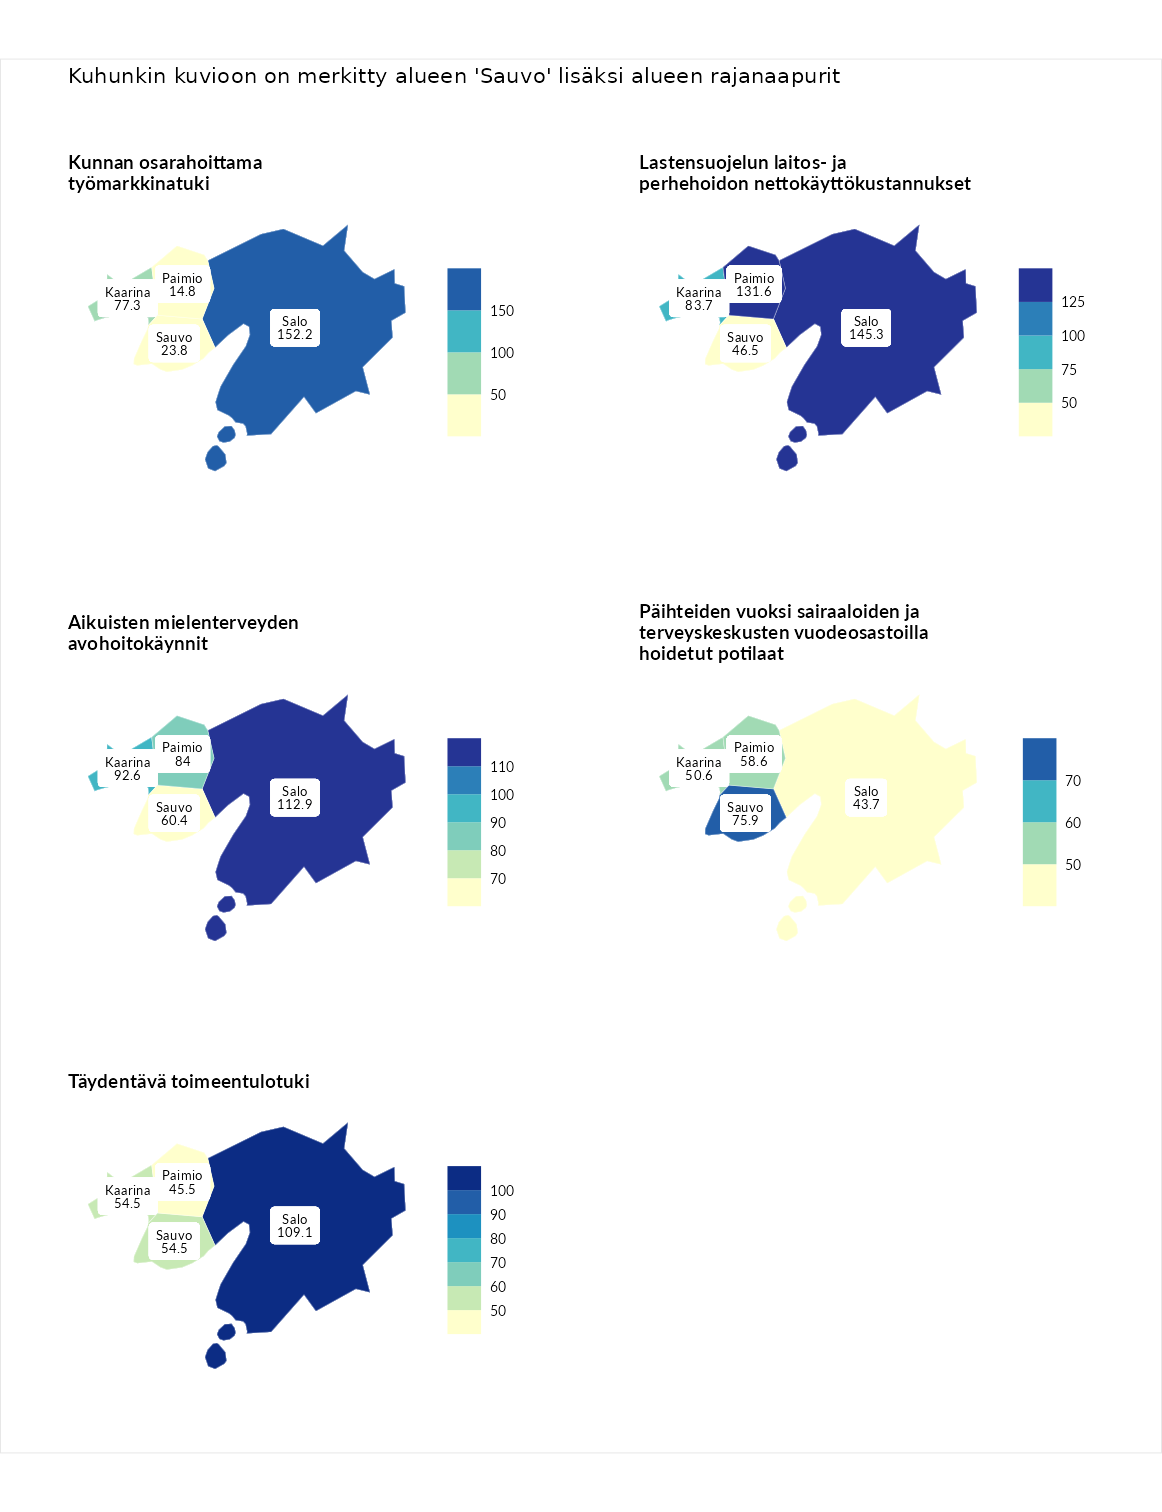 Kuhunkin kuvioon on merkitty alueen 'Sauvo' lisäksi alueen rajanaapurit
Kunnan osarahoittama
työmarkkinatuki
Paimio
14.8
Kaarina
77.3
Sauvo
23.8
Salo
152.2
150
100
50
Lastensuojelun laitos- ja
perhehoidon nettokäyttökustannukset
Paimio
131.6
Kaarina
83.7
Sauvo
46.5
Salo
145.3
125
100
75
50
Aikuisten mielenterveyden
avohoitokäynnit
Paimio
84
Kaarina
92.6
Sauvo
60.4
Salo
112.9
110
100
90
80
70
Päihteiden vuoksi sairaaloiden ja
terveyskeskusten vuodeosastoilla
hoidetut potilaat
Paimio
58.6
Kaarina
50.6
Sauvo
75.9
Salo
43.7
70
60
50
Täydentävä toimeentulotuki
Paimio
45.5
Kaarina
54.5
Sauvo
54.5
Salo
109.1
100
90
80
70
60
50